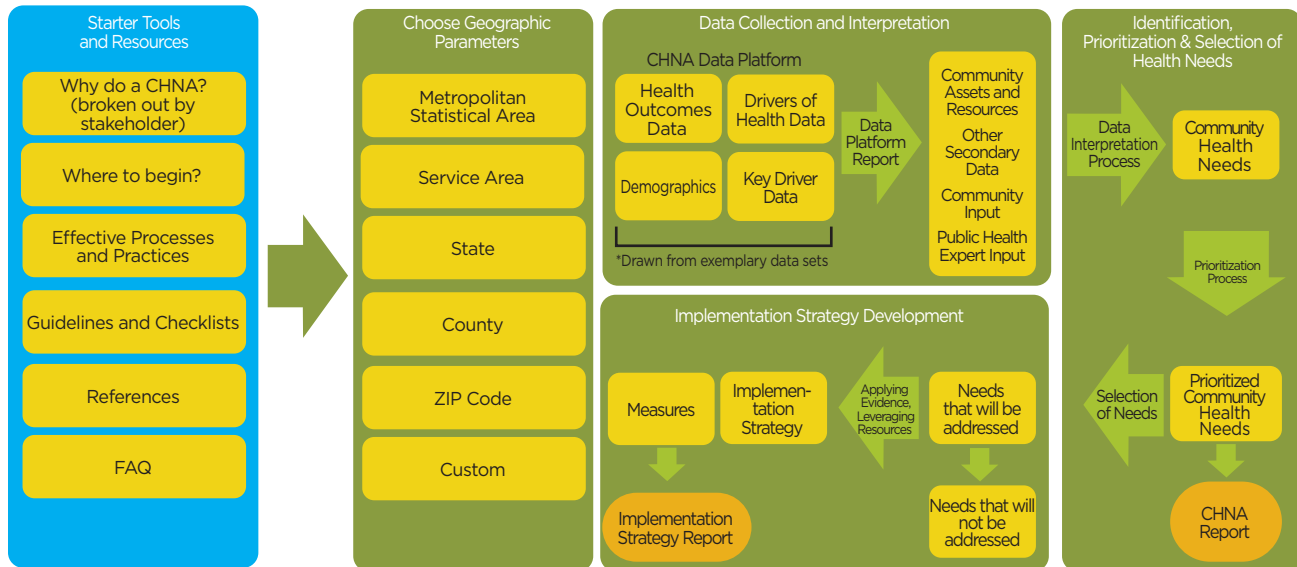 Starter Tools
and Resources
Why do a CHNA?
(broken out by
stakeholder)
Where to begin?
Effective Processes
and Practices
Guidelines and Checklists
References
FAQ
Choose Geographic
Parameters
Metropolitan
Statistical Area
Service Area
State
County
ZIP Code
Custom
Data Collection and Interpretation
CHNA Data Platform
Health
Outcomes
Data
Drivers of
Health Data
Demographics
Key Driver
Data
*Drawn from exemplary data sets
Data
Platform
Report
Community
Assets and
Resources
Other
Secondary
Data
Community
Input
Public Health
Expert Input
Identification,
Prioritization & Selection of
Health Needs
Data
Interpretation
Process
Community
Health
Needs
Prioritization
Process
Prioritized
Community
Health
Needs
Selection
of Needs
CHNA
Report
Implementation Strategy Development
Needs
that will be
addressed
Needs that will
not be
addressed
Applying
Evidence,
Leveraging
Resources
Implemen-
tation
Strategy
Measures
Implementation
Strategy Report